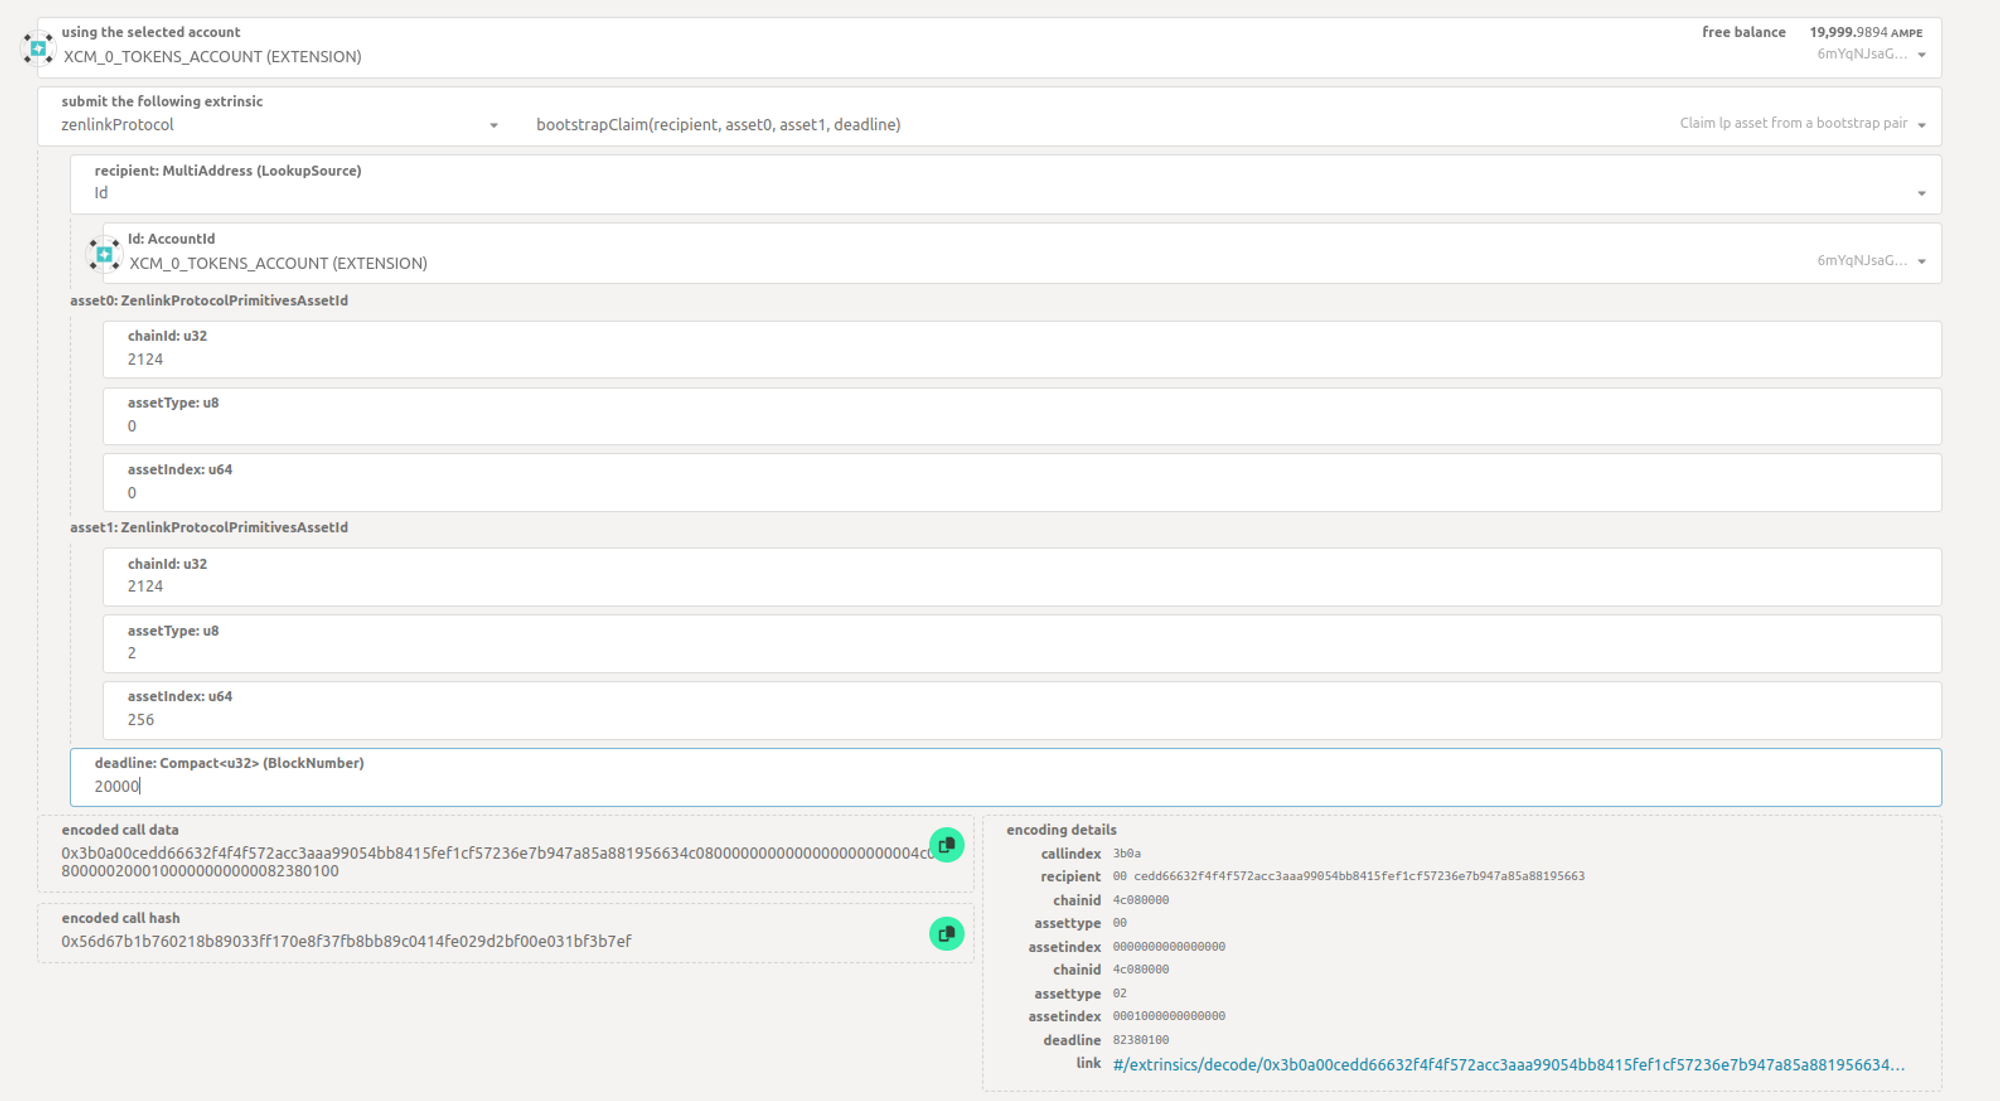 using the selected account
free balance 19,999.9894 AMPE
XCM_0_TOKENS_ACCOUNT (EXTENSION)
6mYqNJsaG...
submit the following extrinsic
zenlinkProtocol
bootstrapClaim(recipient, asset0, asset1, deadline)
Claim lp asset from a bootstrap pair
recipient: MultiAddress (LookupSource)
Id
Id: AccountId
XCM_0_TOKENS_ACCOUNT (EXTENSION)
6mYqNJsaG...
asset0: ZenlinkProtocolPrimitivesAssetId
chainId: u32
2124
assetType: u8
0
assetIndex: u64
0
asset1: ZenlinkProtocolPrimitivesAssetId
chainId: u32
2124
assetType: u8
2
assetIndex: u64
256
deadline: Compact<u32> (BlockNumber)
20000
encoded call data
0x3b0a00cedd66632f4f4f572acc3aaa99054bb8415fef1cf57236e7b947a85a881956634c0800000000000000000000004c0
800000200010000000000000082380100
encoded call hash
0x56d67b1b760218b89033ff170e8f37fb8bb89c0414fe029d2bf00e031bf3b7ef
encoding details
callindex 3b0a
recipient 00 cedd66632f4f4f572acc3aaa99054bb8415fef1cf57236e7b947a85a88195663
chainid 4c080000
assettype 00
assetindex 0000000000000000
chainid 4c080000
assettype 02
assetindex 0001000000000000
deadline 82380100
link #/extrinsics/decode/0x3b0a00cedd66632f4f4f572acc3aaa99054bb8415fef1cf57236e7b947a85a881956634...